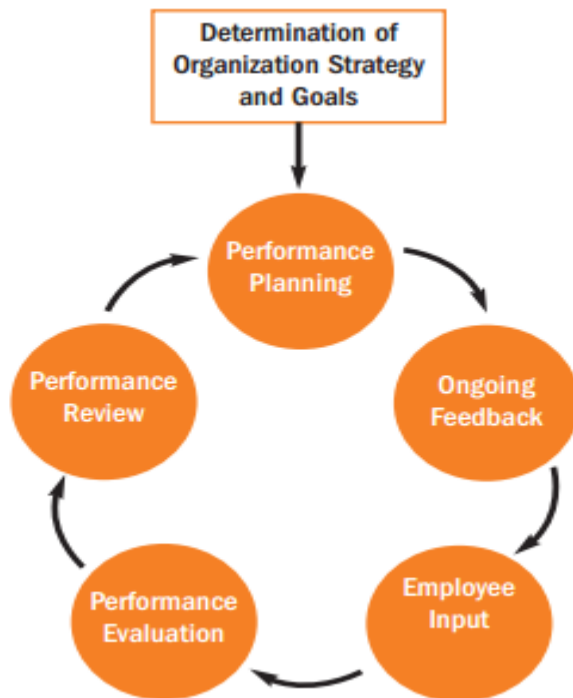 Determination of
Organization Strategy
and Goals
Performance
Planning
Ongoing
Feedback
Employee
Input
Performance
Evaluation
Performance
Review